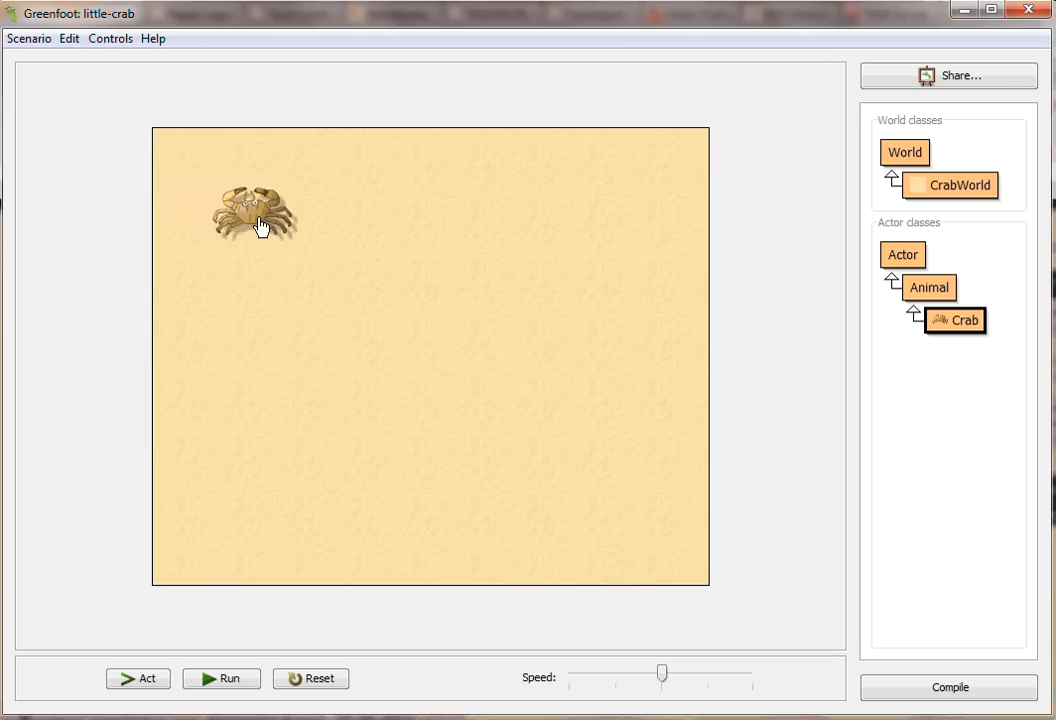 Greenfoot: little-crab
Scenario Edit Controls Help
Share...
World classes
World
CrabWorld
Actor classes
Actor
Animal
Crab
Act Run Reset Speed:
Compile